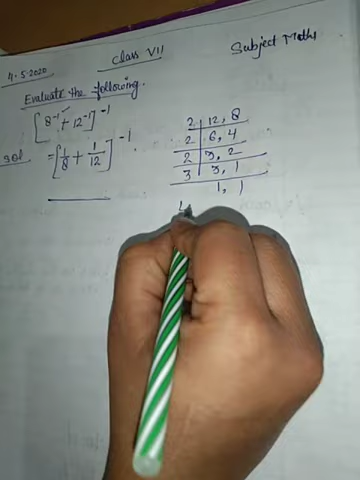 4.5.2020 Class VII Subject Maths
Evaluate the following.
[8⁻¹ + 12⁻¹]⁻¹
Sol = [1/8 + 1/12]⁻¹
2 | 12, 8
2 | 6, 4
2 | 3, 2
3 | 3, 1
1, 1